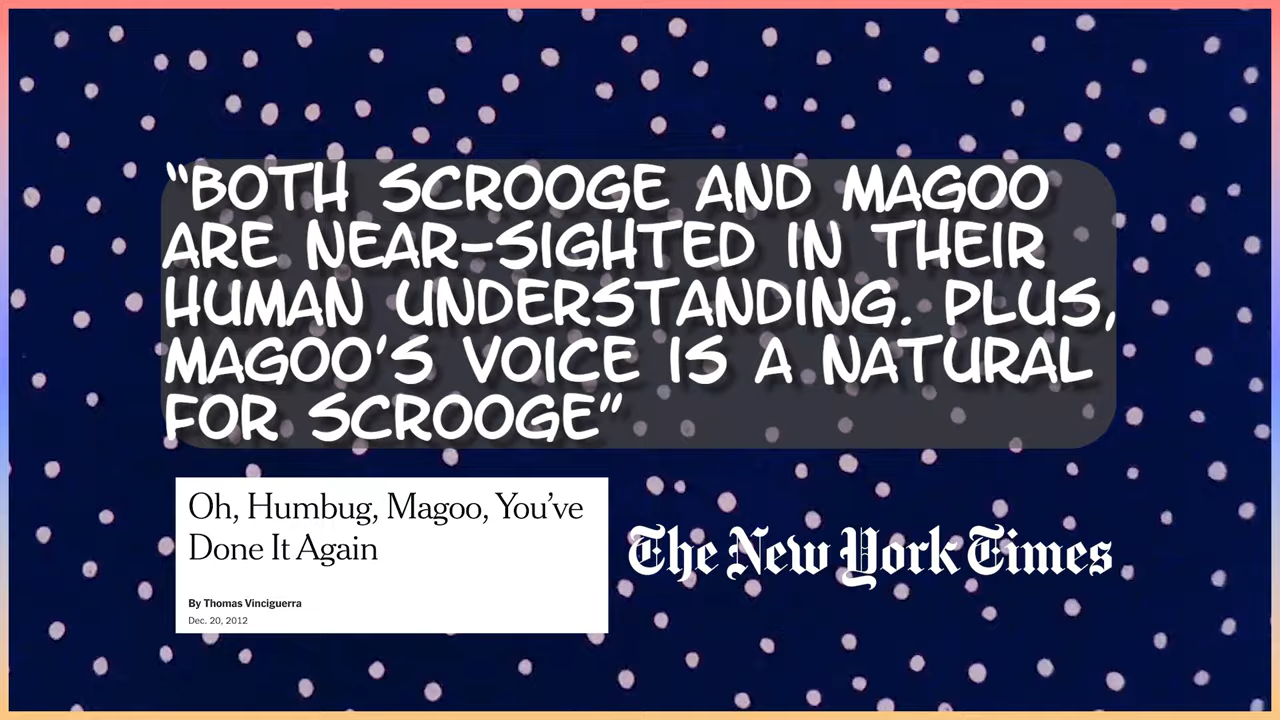 “BOTH SCROOGE AND MAGOO
ARE NEAR-SIGHTED IN THEIR
HUMAN UNDERSTANDING. PLUS,
MAGOO’S VOICE IS A NATURAL
FOR SCROOGE”
Oh, Humbug, Magoo, You’ve
Done It Again
By Thomas Vinciguerra
Dec. 20, 2012
The New York Times